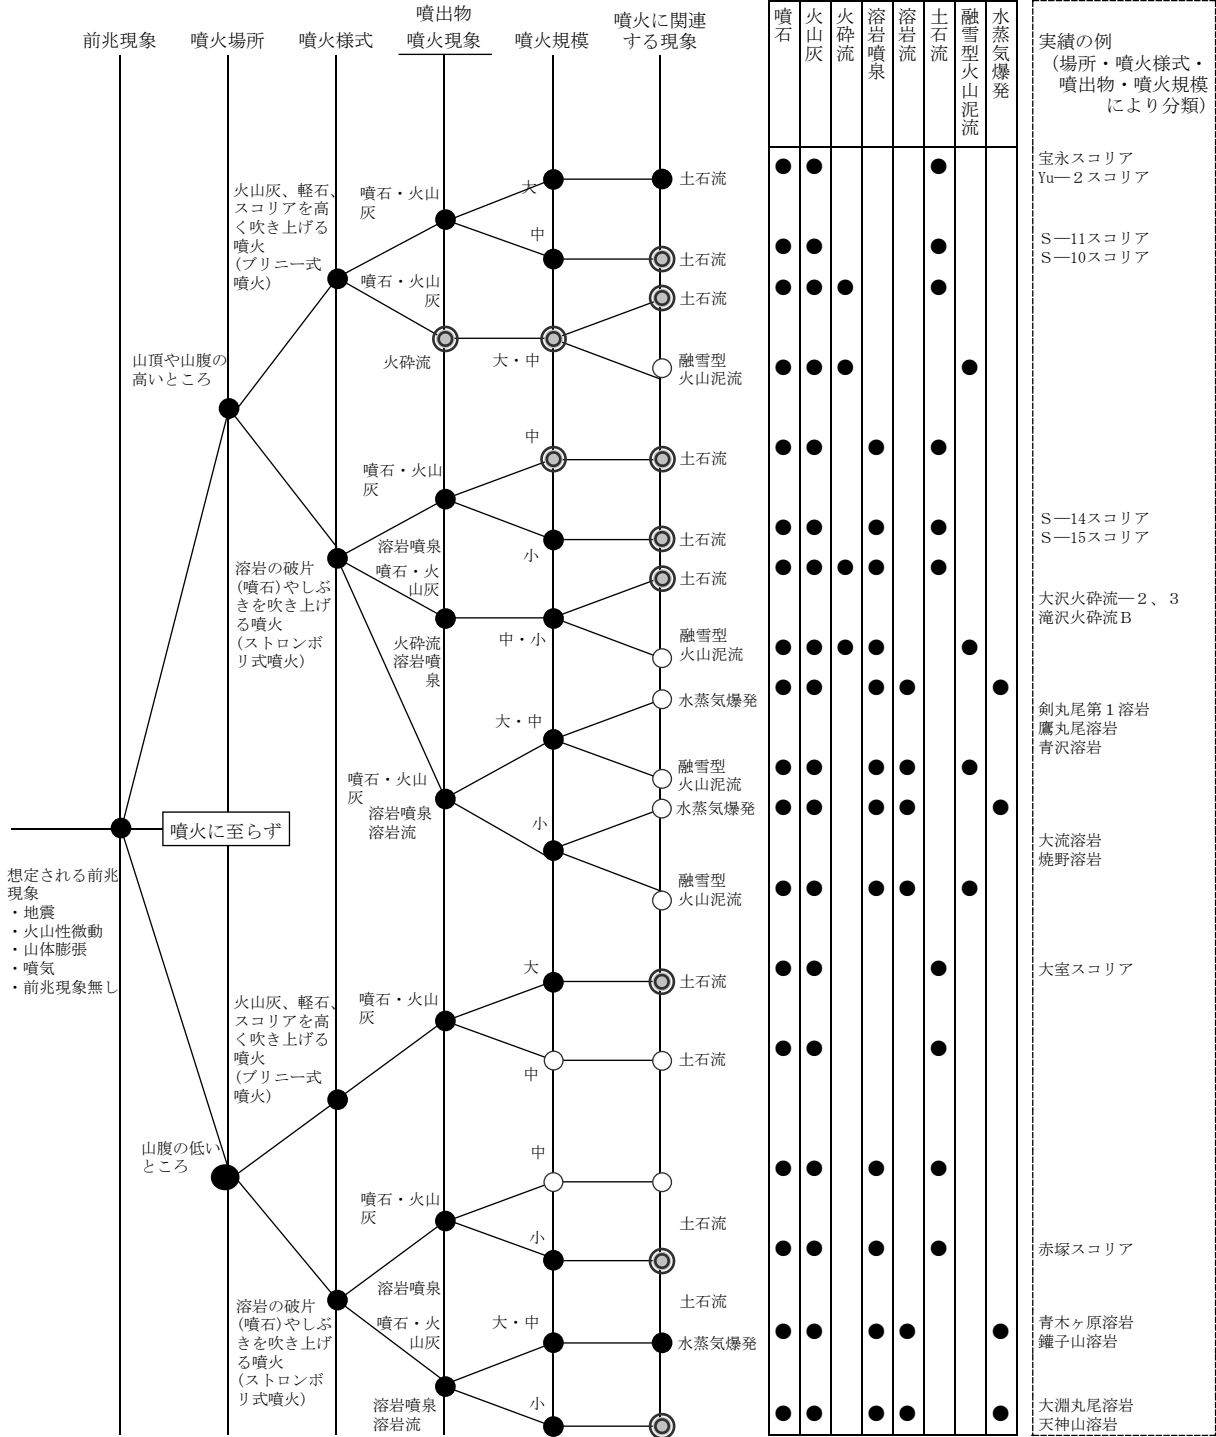 前兆現象
噴火場所
噴火様式
噴出物
噴火現象
噴火規模
噴火に関連
する現象
噴石
火山灰
火砕流
溶岩噴泉
溶岩流
土石流
融雪型火山泥流
水蒸気爆発
実績の例
(場所・噴火様式・
噴出物・噴火規模
により分類)
火山灰、軽石、
スコリアを高
く吹き上げる
噴火
(プリニー式
噴火)
噴石・火山
灰
大
土石流
宝永スコリア
Yu―2スコリア
中
土石流
S―11スコリア
S―10スコリア
噴石・火山
灰
火砕流
大・中
土石流
融雪型
火山泥流
山頂や山腹の
高いところ
噴石・火山
灰
溶岩噴泉
中
土石流
小
土石流
S―14スコリア
S―15スコリア
溶岩の破片
(噴石)やしぶ
きを吹き上げ
る噴火
(ストロンボ
リ式噴火)
噴石・火
山灰
火砕流
溶岩噴
泉
中・小
土石流
融雪型
火山泥流
大沢火砕流―2、3
滝沢火砕流B
噴石・火山
灰
溶岩噴泉
溶岩流
大・中
水蒸気爆発
融雪型
火山泥流
剣丸尾第1溶岩
鷹丸尾溶岩
青沢溶岩
小
水蒸気爆発
融雪型
火山泥流
大流溶岩
焼野溶岩
噴火に至らず
想定される前兆
現象
・地震
・火山性微動
・山体膨張
・噴気
・前兆現象無し
火山灰、軽石、
スコリアを高
く吹き上げる
噴火
(プリニー式
噴火)
噴石・火山
灰
大
土石流
大室スコリア
中
土石流
山腹の低い
ところ
噴石・火山
灰
溶岩噴泉
中
土石流
小
土石流
赤塚スコリア
溶岩の破片
(噴石)やしぶ
きを吹き上げ
る噴火
(ストロンボ
リ式噴火)
噴石・火
山灰
溶岩噴泉
溶岩流
大・中
水蒸気爆発
青木ヶ原溶岩
鑵子山溶岩
小
大淵丸尾溶岩
天神山溶岩